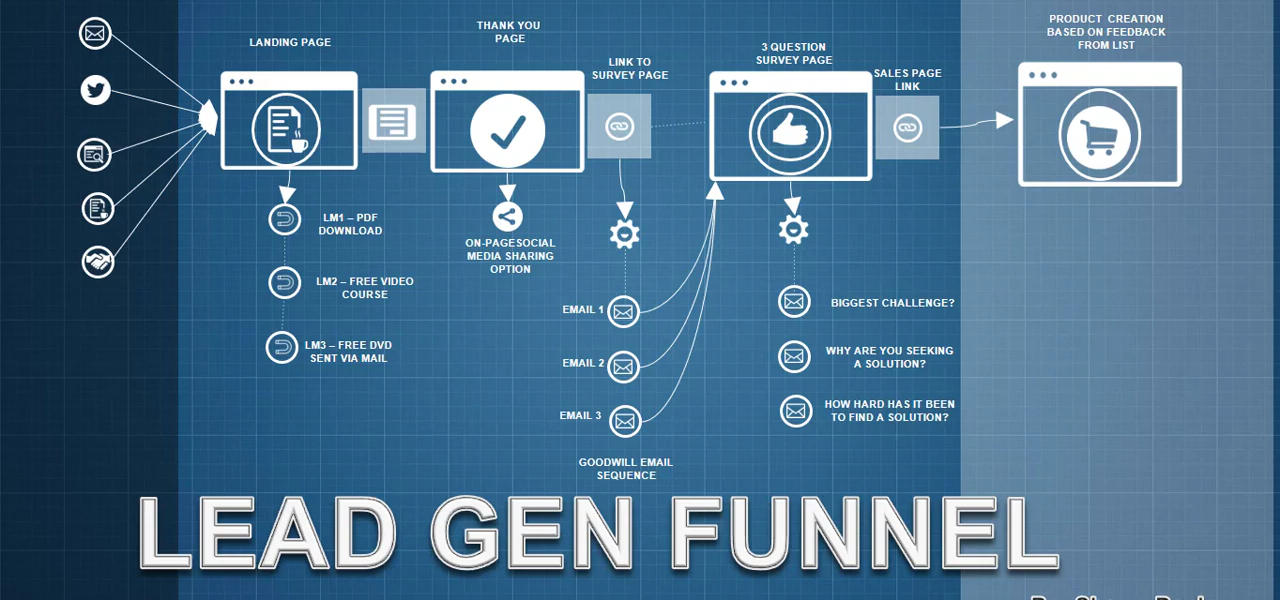 LANDING PAGE
THANK YOU
PAGE
LINK TO
SURVEY PAGE
3 QUESTION
SURVEY PAGE
SALES PAGE
LINK
PRODUCT CREATION
BASED ON FEEDBACK
FROM LIST
LM1 – PDF
DOWNLOAD
LM2 – FREE VIDEO
COURSE
LM3 – FREE DVD
SENT VIA MAIL
ON-PAGESOCIAL
MEDIA SHARING
OPTION
EMAIL 1
EMAIL 2
EMAIL 3
GOODWILL EMAIL
SEQUENCE
BIGGEST CHALLENGE?
WHY ARE YOU SEEKING
A SOLUTION?
HOW HARD HAS IT BEEN
TO FIND A SOLUTION?
LEAD GEN FUNNEL